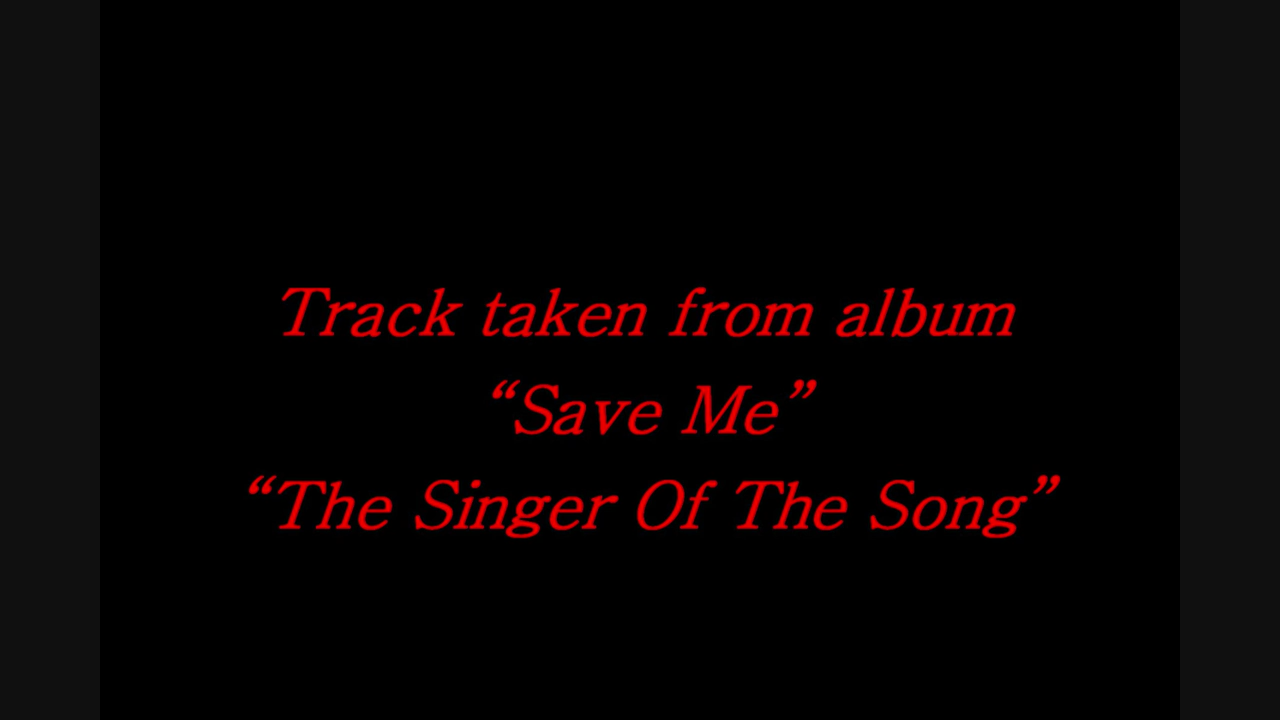 Track taken from album
“Save Me”
“The Singer Of The Song”